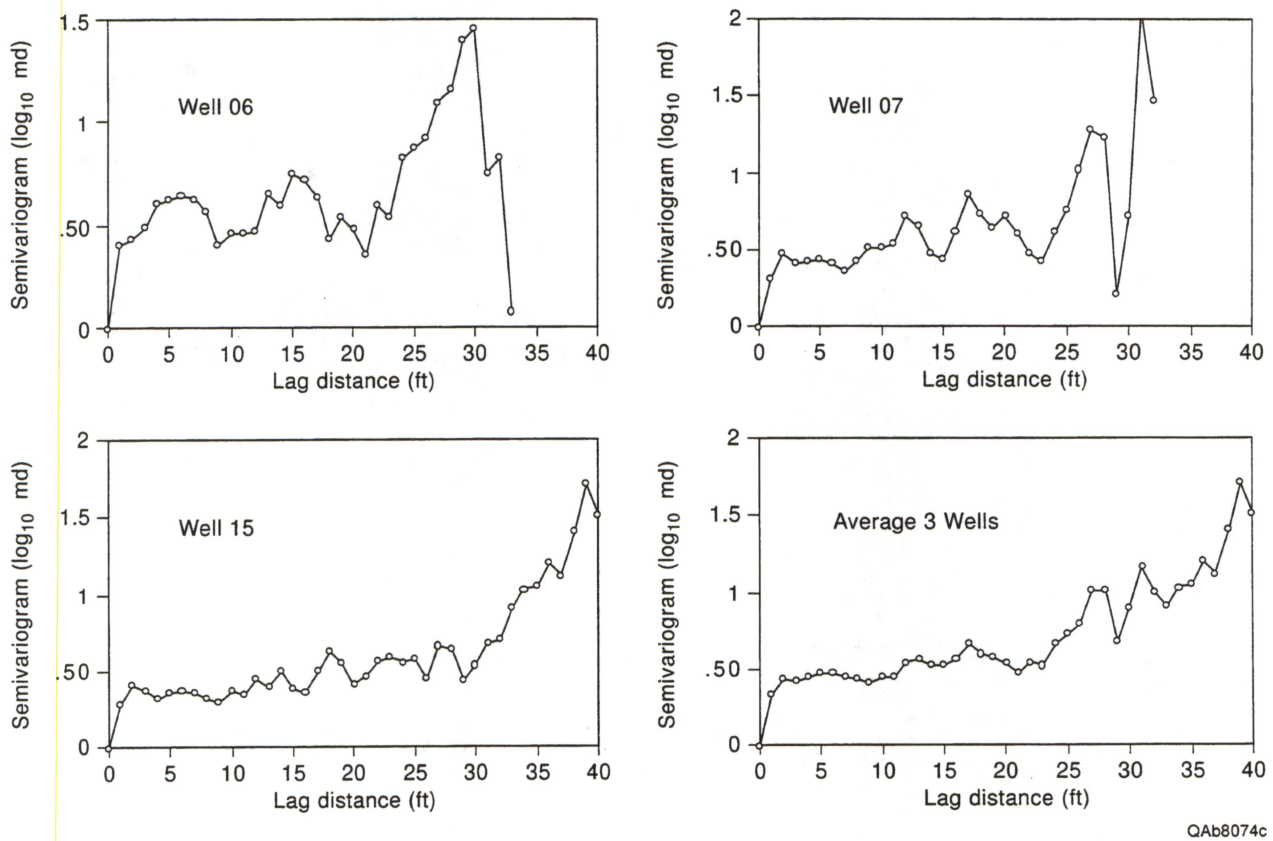 1.5
1
.50
0
Semivariogram (log10 md)
Well 06
0 5 10 15 20 25 30 35 40
Lag distance (ft)
2
1.5
1
.50
0
Semivariogram (log10 md)
Well 07
0 5 10 15 20 25 30 35 40
Lag distance (ft)
2
1.5
1
.50
0
Semivariogram (log10 md)
Well 15
0 5 10 15 20 25 30 35 40
Lag distance (ft)
2
1.5
1
.50
0
Semivariogram (log10 md)
Average 3 Wells
0 5 10 15 20 25 30 35 40
Lag distance (ft)
QAb8074c